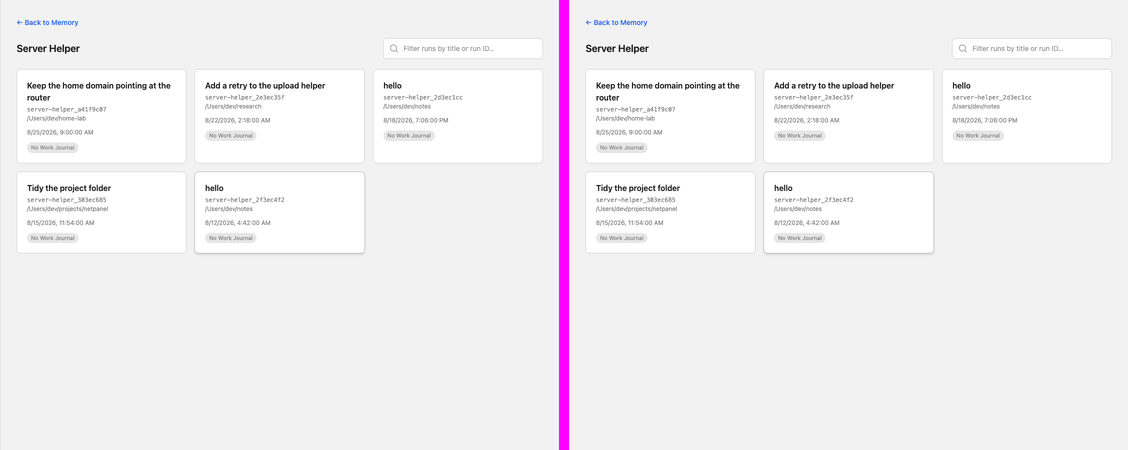 ← Back to Memory
Server Helper
Filter runs by title or run ID...
Keep the home domain pointing at the
router
server-helper_a41f9c07
/Users/dev/home-lab
8/25/2026, 9:00:00 AM
No Work Journal
Add a retry to the upload helper
server-helper_2e3ec35f
/Users/dev/research
8/22/2026, 2:18:00 AM
No Work Journal
hello
server-helper_2d3ec1cc
/Users/dev/notes
8/18/2026, 7:06:00 PM
No Work Journal
Tidy the project folder
server-helper_303ec685
/Users/dev/projects/netpanel
8/15/2026, 11:54:00 AM
No Work Journal
hello
server-helper_2f3ec4f2
/Users/dev/notes
8/12/2026, 4:42:00 AM
No Work Journal
← Back to Memory
Server Helper
Filter runs by title or run ID...
Keep the home domain pointing at the
router
server-helper_a41f9c07
/Users/dev/home-lab
8/25/2026, 9:00:00 AM
No Work Journal
Add a retry to the upload helper
server-helper_2e3ec35f
/Users/dev/research
8/22/2026, 2:18:00 AM
No Work Journal
hello
server-helper_2d3ec1cc
/Users/dev/notes
8/18/2026, 7:06:00 PM
No Work Journal
Tidy the project folder
server-helper_303ec685
/Users/dev/projects/netpanel
8/15/2026, 11:54:00 AM
No Work Journal
hello
server-helper_2f3ec4f2
/Users/dev/notes
8/12/2026, 4:42:00 AM
No Work Journal